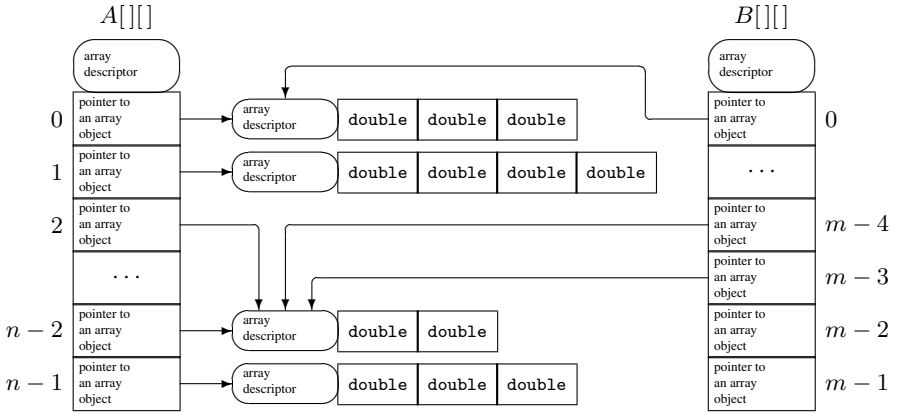 A[ ][ ]
B[ ][ ]
array
descriptor
array
descriptor
0
pointer to
an array
object
array
descriptor
double double double
pointer to
an array
object
0
1
pointer to
an array
object
array
descriptor
double double double double
...
2
pointer to
an array
object
pointer to
an array
object
m − 4
...
pointer to
an array
object
m − 3
n − 2
pointer to
an array
object
array
descriptor
double double
pointer to
an array
object
m − 2
n − 1
pointer to
an array
object
array
descriptor
double double double
pointer to
an array
object
m − 1